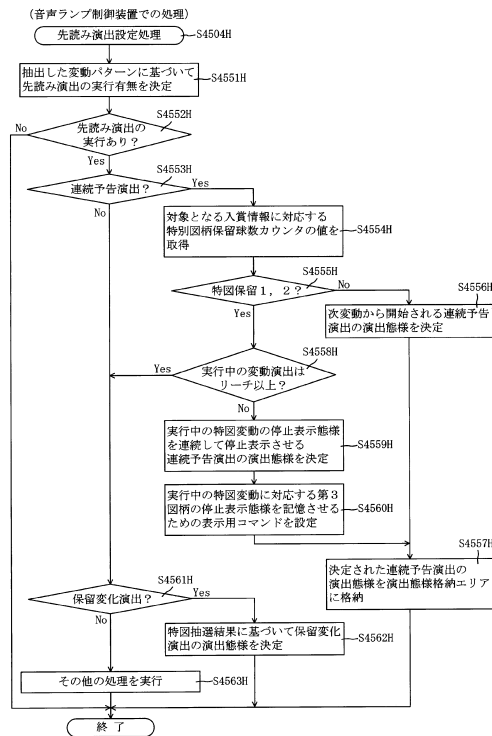 (音声ランプ制御装置での処理)
先読み演出設定処理
S4504H
抽出した変動パターンに基づいて
先読み演出の実行有無を決定
S4551H
先読み演出の
実行あり?
S4552H
No
Yes
連続予告演出?
S4553H
Yes
No
対象となる入賞情報に対応する
特別図柄保留球数カウンタの値を
取得
S4554H
特図保留1,2?
S4555H
No
Yes
次変動から開始される連続予告
演出の演出態様を決定
S4556H
実行中の変動演出は
リーチ以上?
S4558H
Yes
No
実行中の特図変動の停止表示態様
を連続して停止表示させる
連続予告演出の演出態様を決定
S4559H
実行中の特図変動に対応する第3
図柄の停止表示態様を記憶させる
ための表示用コマンドを設定
S4560H
決定された連続予告演出の
演出態様を演出態様格納エリア
に格納
S4557H
保留変化演出?
S4561H
Yes
No
特図抽選結果に基づいて保留変化
演出の演出態様を決定
S4562H
その他の処理を実行
S4563H
終了